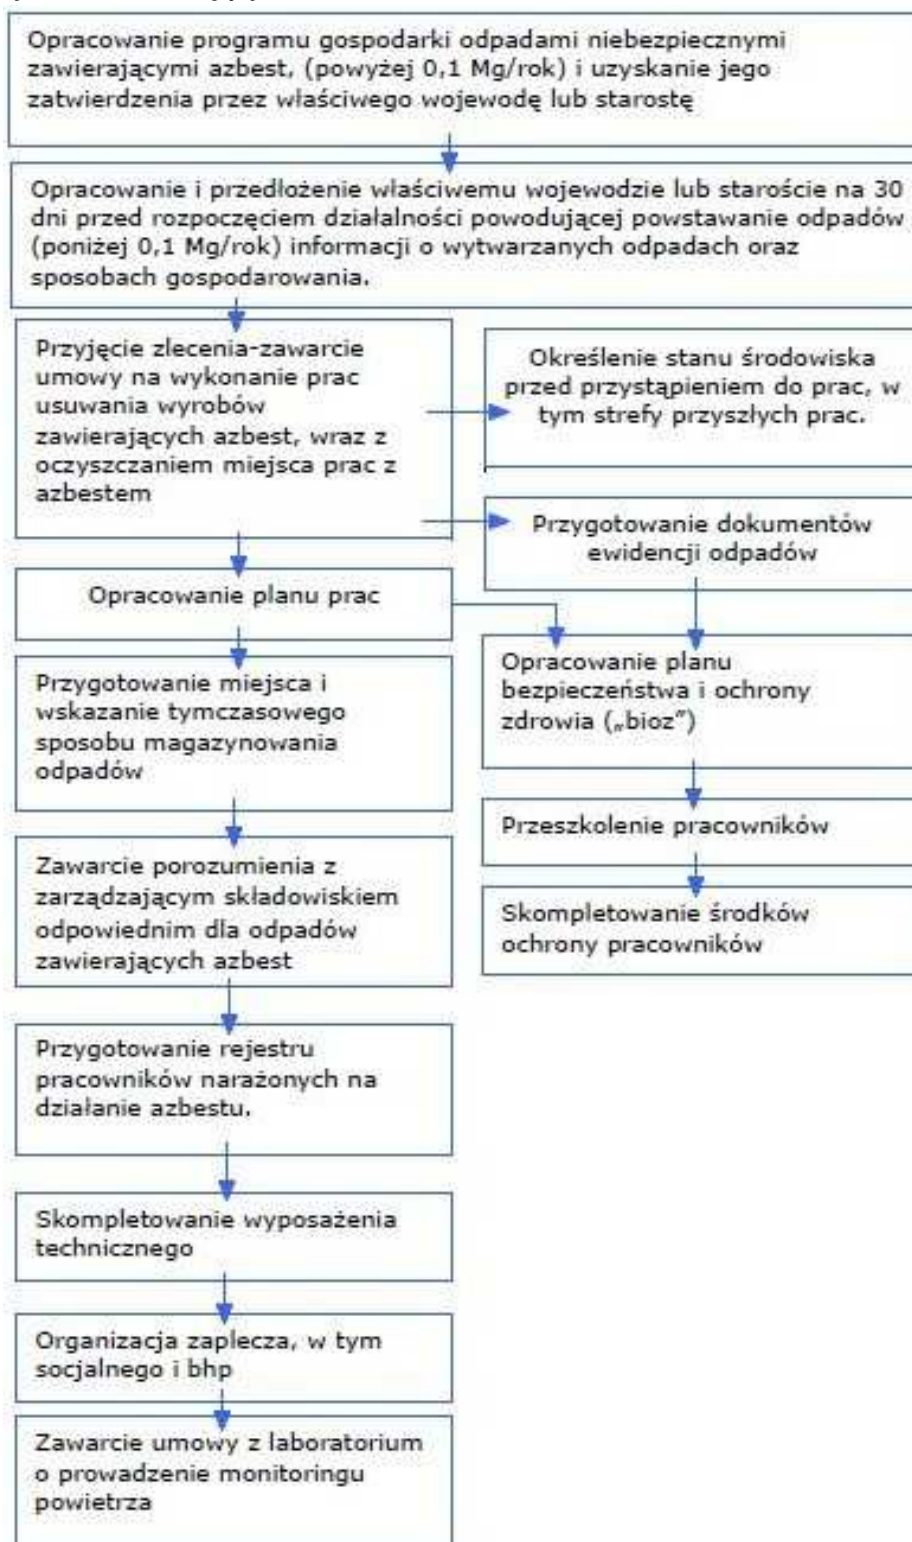 Opracowanie programu gospodarki odpadami niebezpiecznymi
zawierającymi azbest, (powyżej 0,1 Mg/rok) i uzyskanie jego
zatwierdzenia przez właściwego wojewodę lub starostę
Opracowanie i przedłożenie właściwemu wojewodzie lub staroście na 30
dni przed rozpoczęciem działalności powodującej powstawanie odpadów
(poniżej 0,1 Mg/rok) informacji o wytwarzanych odpadach oraz
sposobach gospodarowania.
Przyjęcie zlecenia-zawarcie
umowy na wykonanie prac
usuwania wyrobów
zawierających azbest, wraz z
oczyszczaniem miejsca prac z
azbestem
Określenie stanu środowiska
przed przystąpieniem do prac, w
tym strefy przyszłych prac.
Przygotowanie dokumentów
ewidencji odpadów
Opracowanie planu prac
Opracowanie planu
bezpieczeństwa i ochrony
zdrowia („bioz”)
Przygotowanie miejsca i
wskazanie tymczasowego
sposobu magazynowania
odpadów
Przeszkolenie pracowników
Zawarcie porozumienia z
zarządzającym składowiskiem
odpowiednim dla odpadów
zawierających azbest
Skompletowanie środków
ochrony pracowników
Przygotowanie rejestru
pracowników narażonych na
działanie azbestu.
Skompletowanie wyposażenia
technicznego
Organizacja zaplecza, w tym
socjalnego i bhp
Zawarcie umowy z laboratorium
o prowadzenie monitoringu
powietrza